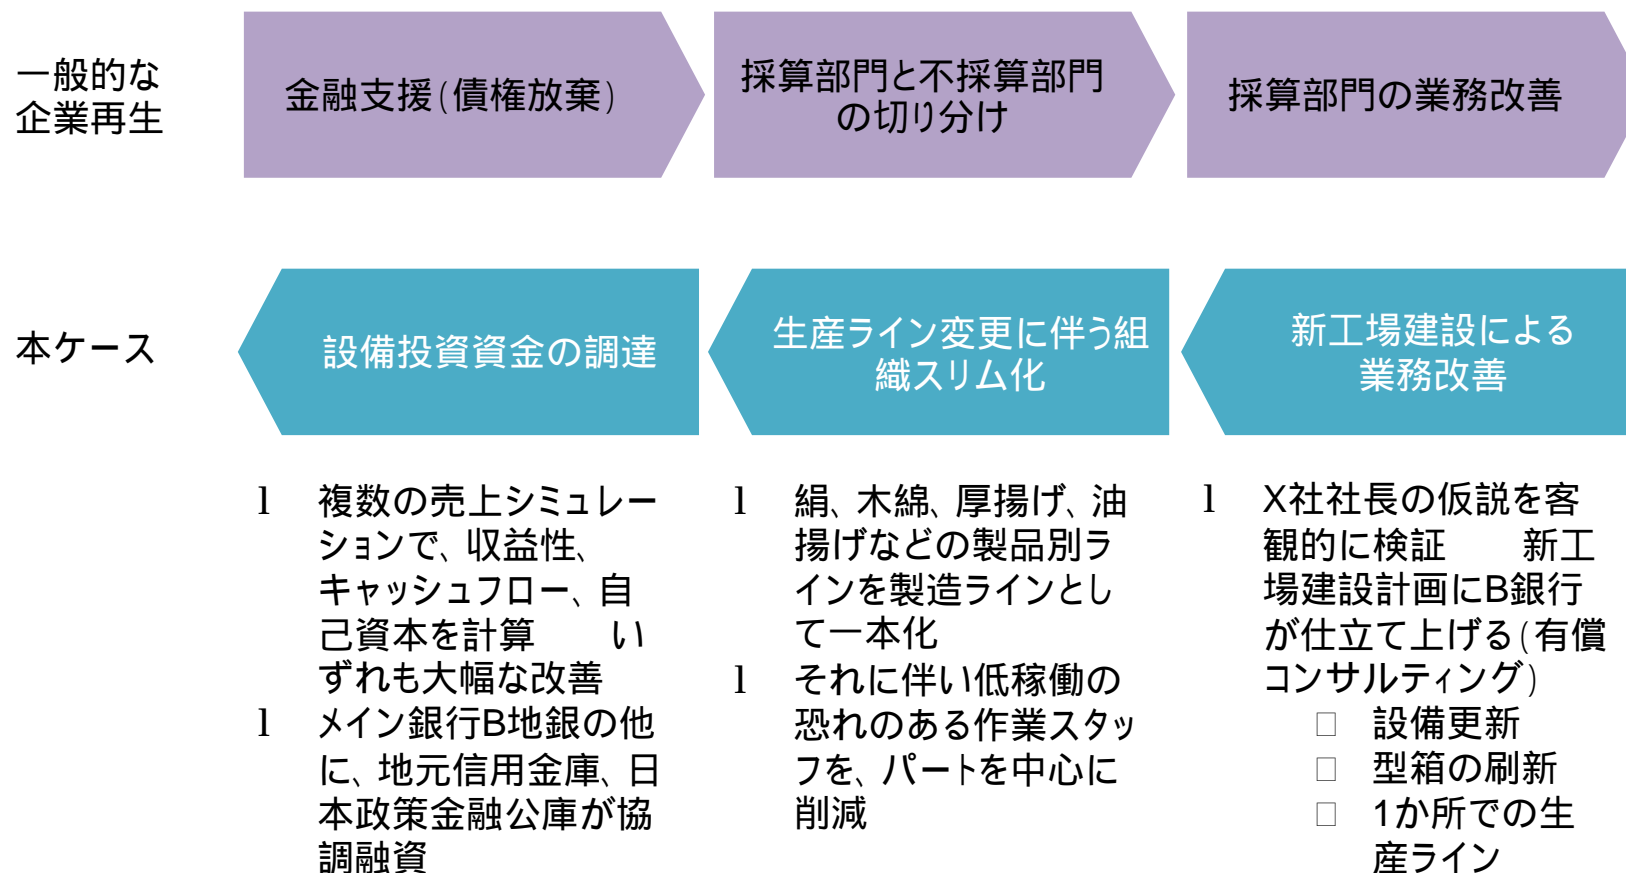 一般的な
企業再生
金融支援(債権放棄)
採算部門と不採算部門
の切り分け
採算部門の業務改善
本ケース
設備投資資金の調達
生産ライン変更に伴う組
織スリム化
新工場建設による
業務改善
l 複数の売上シミュレー
ションで、収益性、
キャッシュフロー、自
己資本を計算 い
ずれも大幅な改善
l メイン銀行B地銀の他
に、地元信用金庫、日
本政策金融公庫が協
調融資
l 絹、木綿、厚揚げ、油
揚げなどの製品別ラ
インを製造ラインとし
て一本化
l それに伴い低稼働の
恐れのある作業スタッ
フを、パートを中心に
削減
l X社社長の仮説を客
観的に検証 新工
場建設計画にB銀行
が仕立て上げる(有償
コンサルティング)
□ 設備更新
□ 型箱の刷新
□ 1か所での生
産ライン